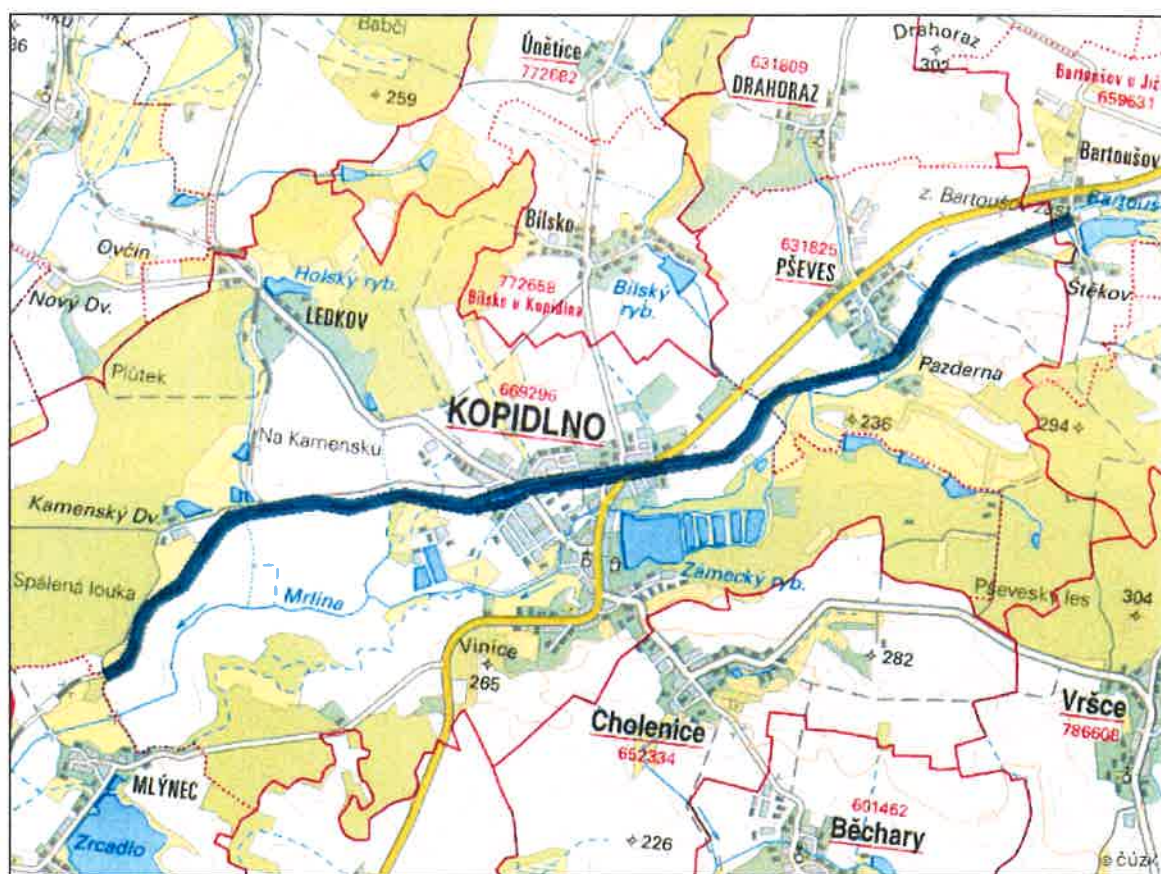 Babčí
259
Únětice
772682
631809
DRAHORAZ
Drahoraz
302
Bartoušov u Jič
659631
Bartoušov
z. Bartoušov-zast
Bartouš
Štěkov
Ovčín
Nový Dv.
Holský ryb.
LEDKOV
Bílsko
772658
Bílsko u Kopidlna
Bílský
ryb.
631825
PŠEVES
Pazderna
Plůtek
669296
KOPIDLNO
Na Kamensku
236
294
Kamenský Dv.
Spálená louka
Mrlina
Zámecký ryb.
Pševeský les
304
Vinice
265
282
Cholenice
652334
Vršce
786608
MLÝNEC
Zrcadlo
226
601462
Běchary
© ČÚZK